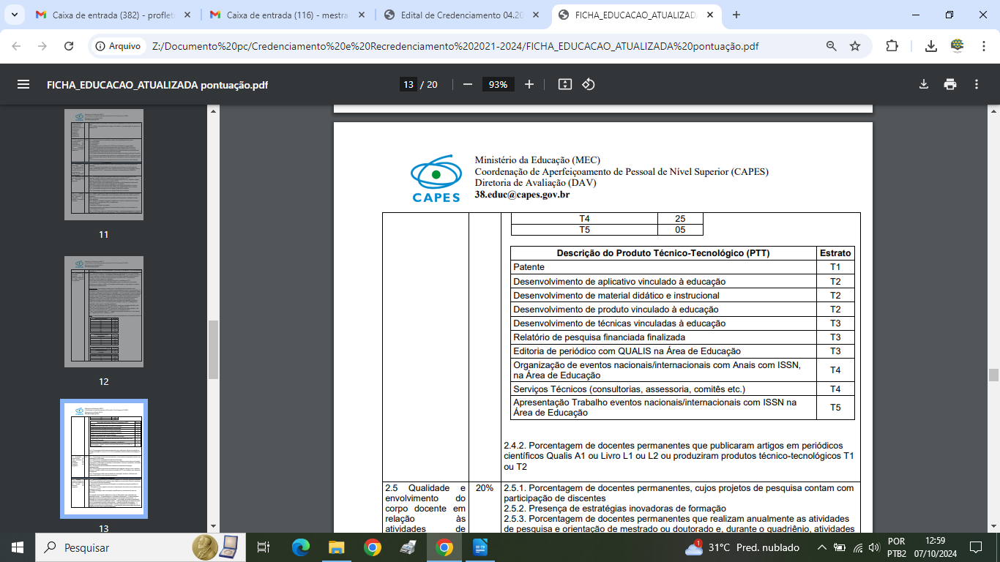 Caixa de entrada (382) - proflet
Caixa de entrada (116) - mestra
Edital de Credenciamento 04.20
FICHA_EDUCACAO_ATUALIZADA
Arquivo
Z:/Documento%20pc/Credenciamento%20e%20Recredenciamento%202021-2024/FICHA_EDUCACAO_ATUALIZADA%20pontuação.pdf
FICHA_EDUCACAO_ATUALIZADA pontuação.pdf
13 / 20
93%
11
12
13
CAPES
Ministério da Educação (MEC)
Coordenação de Aperfeiçoamento de Pessoal de Nível Superior (CAPES)
Diretoria de Avaliação (DAV)
38.educ@capes.gov.br
T4 25
T5 05
Descrição do Produto Técnico-Tecnológico (PTT) Estrato
Patente T1
Desenvolvimento de aplicativo vinculado à educação T2
Desenvolvimento de material didático e instrucional T2
Desenvolvimento de produto vinculado à educação T2
Desenvolvimento de técnicas vinculadas à educação T3
Relatório de pesquisa financiada finalizada T3
Editoria de periódico com QUALIS na Área de Educação T3
Organização de eventos nacionais/internacionais com Anais com ISSN,
na Área de Educação T4
Serviços Técnicos (consultorias, assessoria, comitês etc.) T4
Apresentação Trabalho eventos nacionais/internacionais com ISSN na
Área de Educação T5
2.4.2. Porcentagem de docentes permanentes que publicaram artigos em periódicos
científicos Qualis A1 ou Livro L1 ou L2 ou produziram produtos técnico-tecnológicos T1
ou T2
2.5 Qualidade e
envolvimento do
corpo docente em
relação às
atividades de
20%
2.5.1. Porcentagem de docentes permanentes, cujos projetos de pesquisa contam com
participação de discentes
2.5.2. Presença de estratégias inovadoras de formação
2.5.3. Porcentagem de docentes permanentes que realizam anualmente as atividades
de pesquisa e orientação de mestrado ou doutorado e, durante o quadriênio, atividades
Pesquisar
1
31°C Pred. nublado
POR
PTB2
12:59
07/10/2024